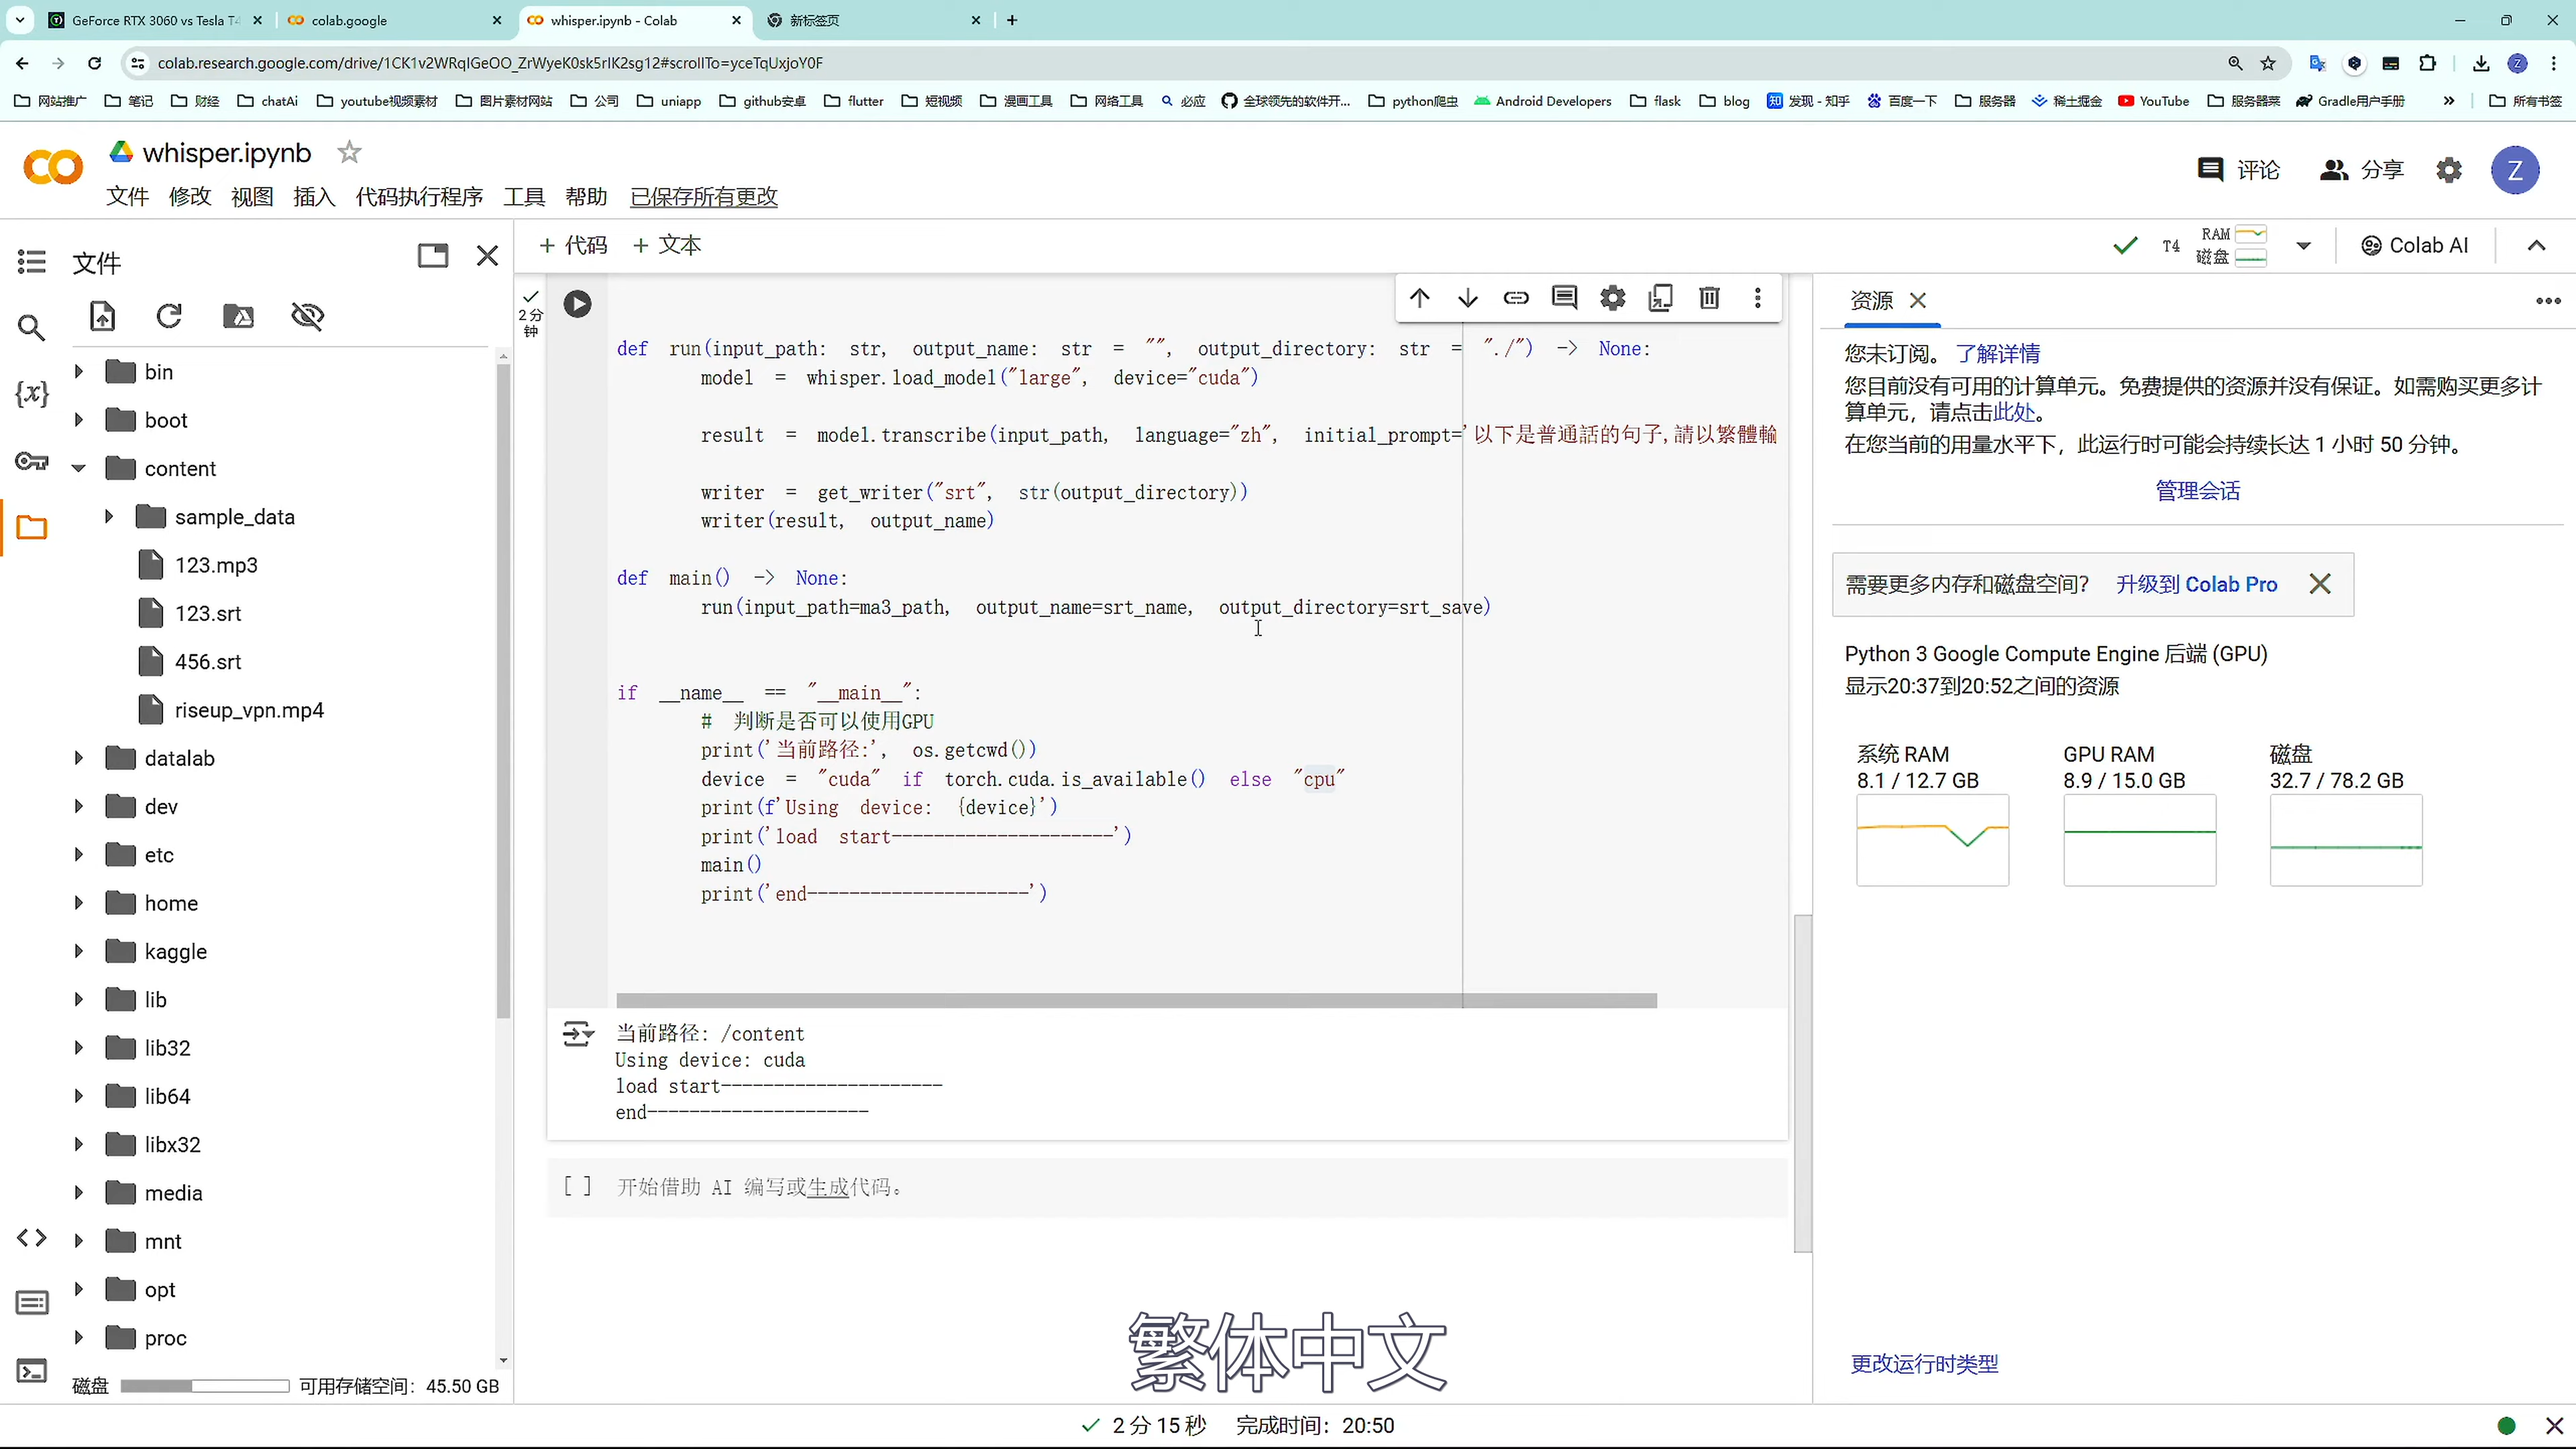 GeForce RTX 3060 vs Tesla T4
colab.google
whisper.ipynb - Colab
新标签页
colab.research.google.com/drive/1CK1v2WRqIGeOO_ZrWyeK0sk5rIK2sg12#scrollTo=yceTqUxjoY0F
网站推广 笔记 财经 chatAi youtube视频素材 图片素材网站 公司 uniapp github安卓 flutter 短视频 漫画工具 网络工具 必应 全球领先的软件开... python爬虫 Android Developers flask blog 发现 - 知乎 百度一下 服务器 稀土掘金 YouTube 服务器菜 Gradle用户手册 所有书签
whisper.ipynb
评论 分享 Z
文件 修改 视图 插入 代码执行程序 工具 帮助 已保存所有更改
文件
+ 代码 + 文本
T4 RAM 磁盘
Colab AI
bin
boot
content
sample_data
123.mp3
123.srt
456.srt
riseup_vpn.mp4
datalab
dev
etc
home
kaggle
lib
lib32
lib64
libx32
media
mnt
opt
proc
磁盘 可用存储空间：45.50 GB
2 分
钟
def run(input_path: str, output_name: str = "", output_directory: str = "./") -> None:
model = whisper.load_model("large", device="cuda")
result = model.transcribe(input_path, language="zh", initial_prompt='以下是普通話的句子,請以繁體輸
writer = get_writer("srt", str(output_directory))
writer(result, output_name)
def main() -> None:
run(input_path=ma3_path, output_name=srt_name, output_directory=srt_save)
if __name__ == "__main__":
# 判断是否可以使用GPU
print('当前路径:', os.getcwd())
device = "cuda" if torch.cuda.is_available() else "cpu"
print(f'Using device: {device}')
print('load start---------------------')
main()
print('end---------------------')
当前路径: /content
Using device: cuda
load start---------------------
end---------------------
[ ] 开始借助 AI 编写或生成代码。
繁体中文
资源
您未订阅。 了解详情
您目前没有可用的计算单元。免费提供的资源并没有保证。如需购买更多计
算单元，请点击此处。
在您当前的用量水平下，此运行时可能会持续长达 1 小时 50 分钟。
管理会话
需要更多内存和磁盘空间？ 升级到 Colab Pro
Python 3 Google Compute Engine 后端 (GPU)
显示20:37到20:52之间的资源
系统 RAM
8.1 / 12.7 GB
GPU RAM
8.9 / 15.0 GB
磁盘
32.7 / 78.2 GB
更改运行时类型
2 分 15 秒 完成时间：20:50